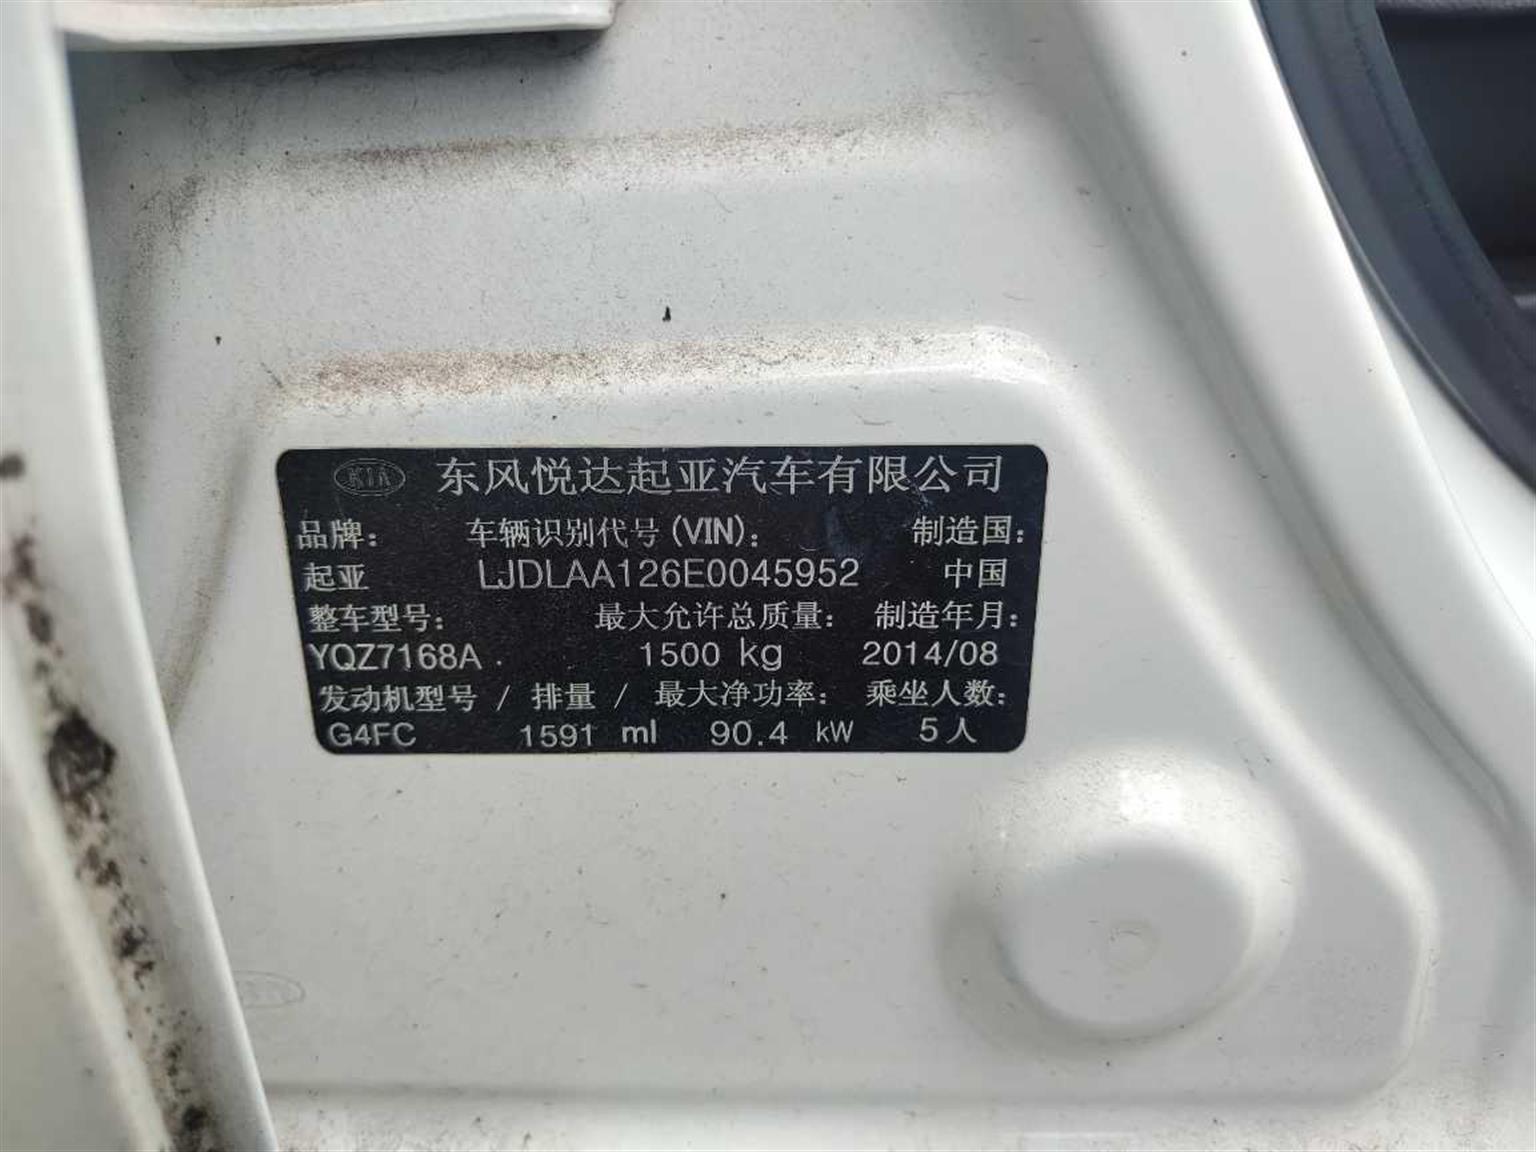 KIA 东风悦达起亚汽车有限公司
品牌： 车辆识别代号(VIN)： 制造国：
起亚 LJDLAA126E0045952 中国
整车型号： 最大允许总质量： 制造年月：
YQZ7168A 1500 kg 2014/08
发动机型号 / 排量 / 最大净功率： 乘坐人数：
G4FC 1591 ml 90.4 kW 5人